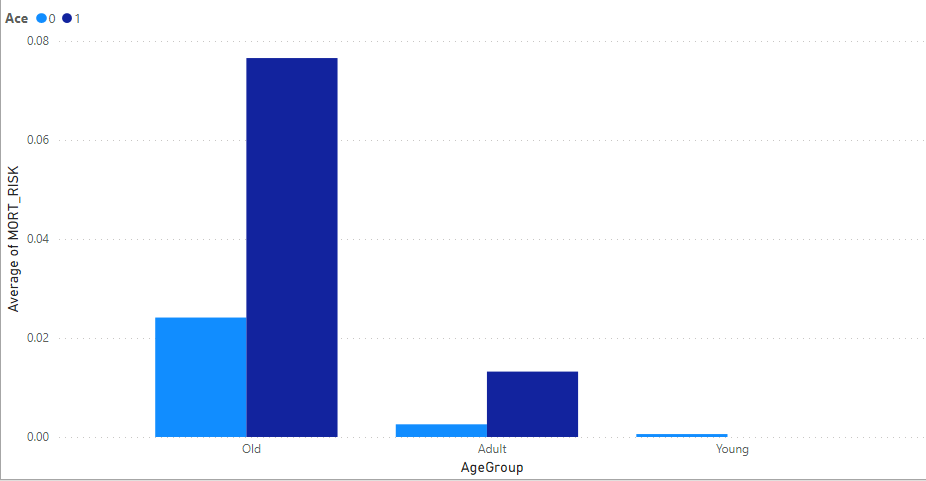 Ace 0 1
0.08
0.06
0.04
0.02
0.00
Average of MORT_RISK
Old Adult Young
AgeGroup